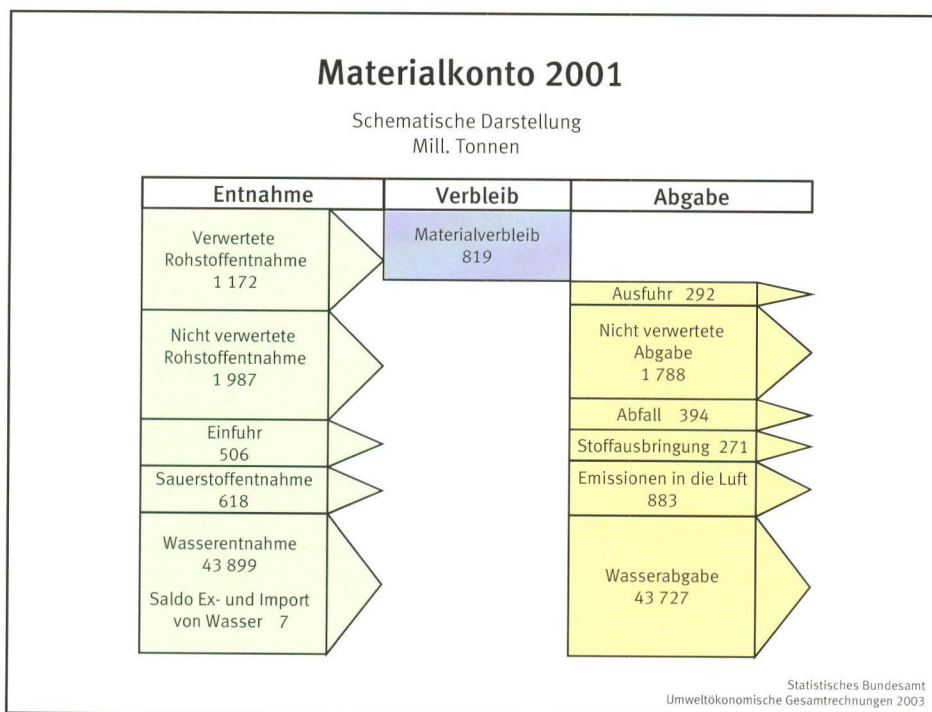 Materialkonto 2001
Schematische Darstellung
Mill. Tonnen
Entnahme
Verbleib
Abgabe
Verwertete
Rohstoffentnahme
1 172
Nicht verwertete
Rohstoffentnahme
1 987
Einfuhr
506
Sauerstoffentnahme
618
Wasserentnahme
43 899
Saldo Ex- und Import
von Wasser 7
Materialverbleib
819
Ausfuhr 292
Nicht verwertete
Abgabe
1 788
Abfall 394
Stoffausbringung 271
Emissionen in die Luft
883
Wasserabgabe
43 727
Statistisches Bundesamt
Umweltökonomische Gesamtrechnungen 2003